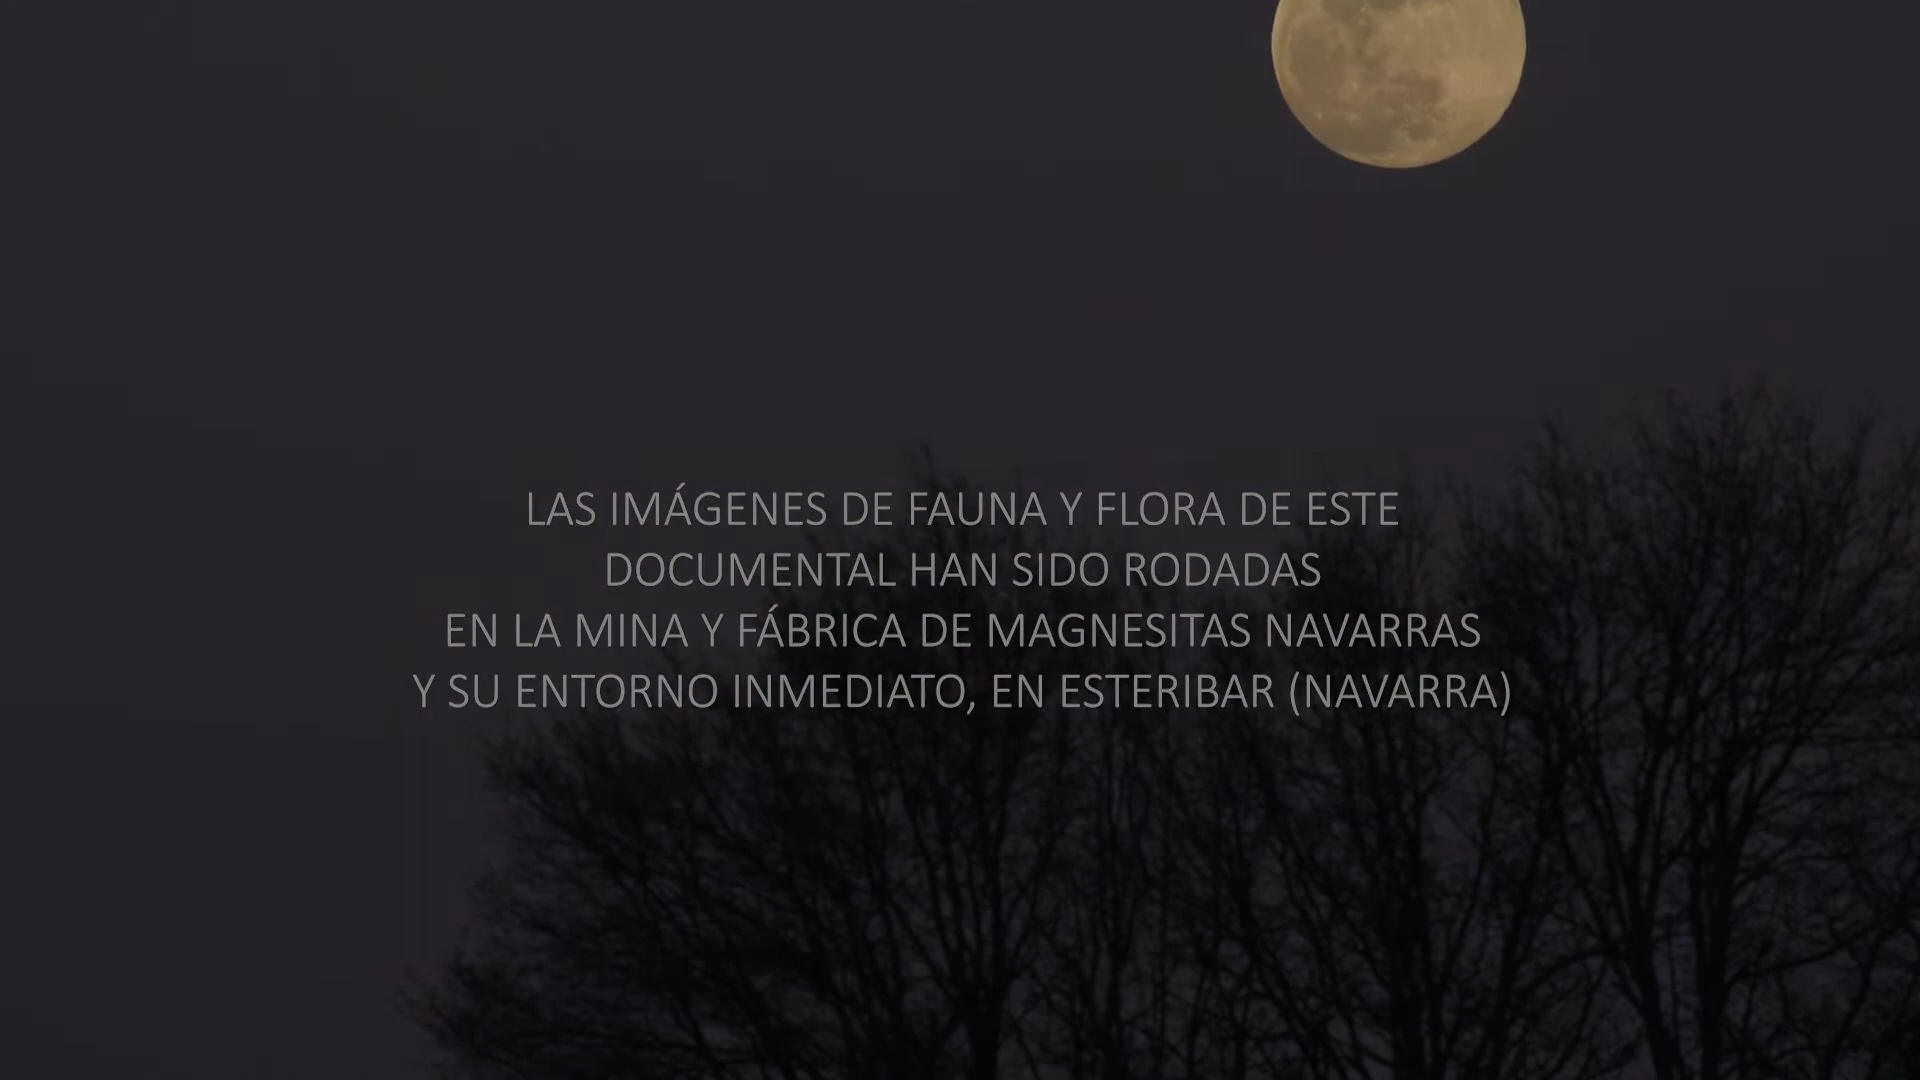 LAS IMÁGENES DE FAUNA Y FLORA DE ESTE
DOCUMENTAL HAN SIDO RODADAS
EN LA MINA Y FÁBRICA DE MAGNESITAS NAVARRAS
Y SU ENTORNO INMEDIATO, EN ESTERIBAR (NAVARRA)